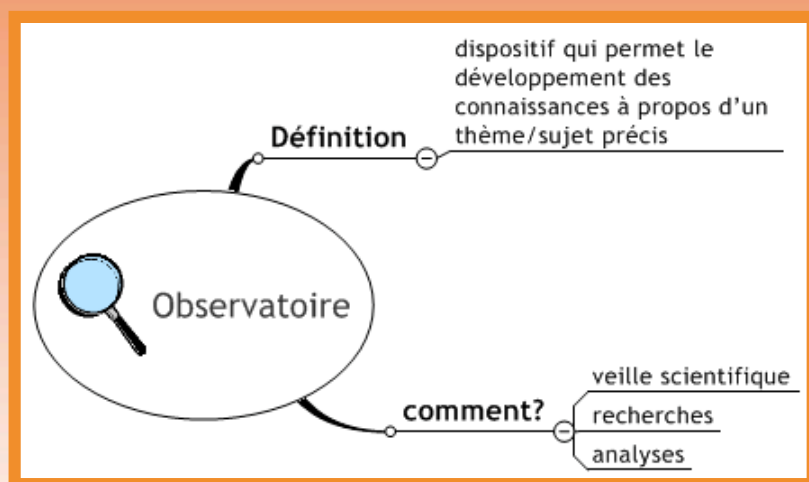 dispositif qui permet le
développement des
connaissances à propos d'un
thème/sujet précis
Définition
Observatoire
comment?
veille scientifique
recherches
analyses